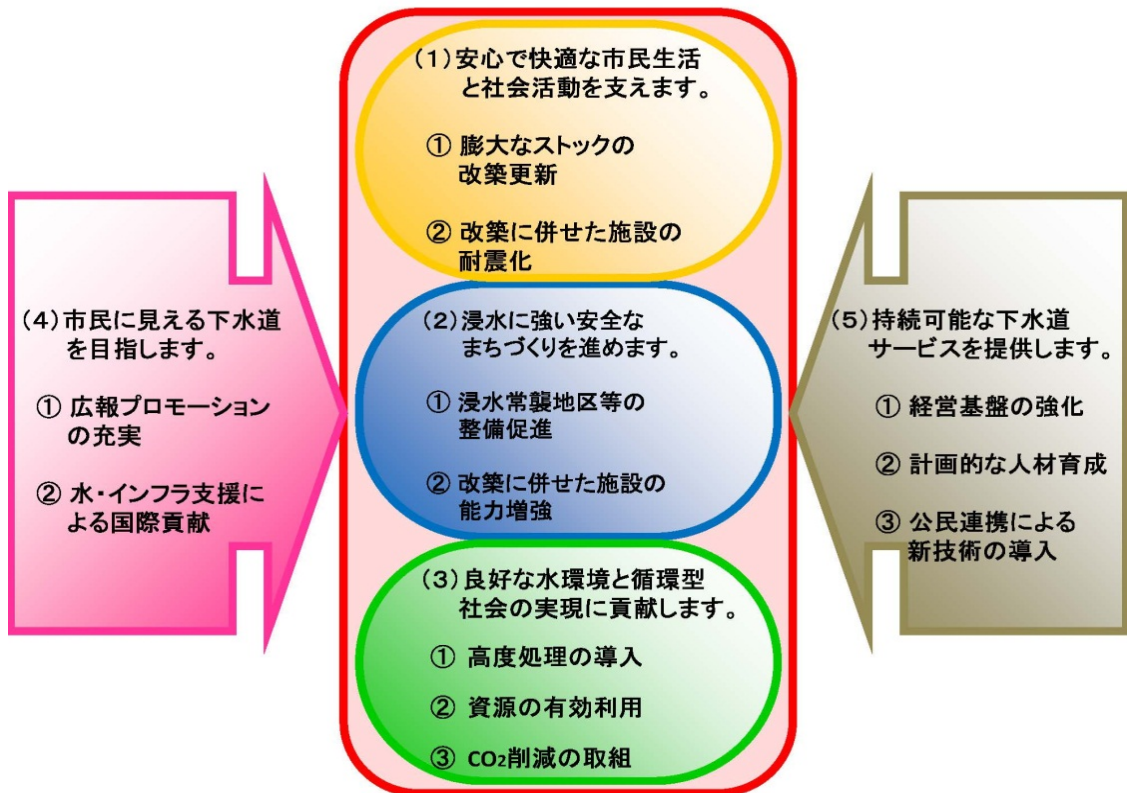 (1)安心で快適な市民生活
と社会活動を支えます。
① 膨大なストックの
改築更新
② 改築に併せた施設の
耐震化
(2)浸水に強い安全な
まちづくりを進めます。
① 浸水常襲地区等の
整備促進
② 改築に併せた施設の
能力増強
(3)良好な水環境と循環型
社会の実現に貢献します。
① 高度処理の導入
② 資源の有効利用
③ CO₂削減の取組
(4)市民に見える下水道
を目指します。
① 広報プロモーション
の充実
② 水・インフラ支援に
よる国際貢献
(5)持続可能な下水道
サービスを提供します。
① 経営基盤の強化
② 計画的な人材育成
③ 公民連携による
新技術の導入